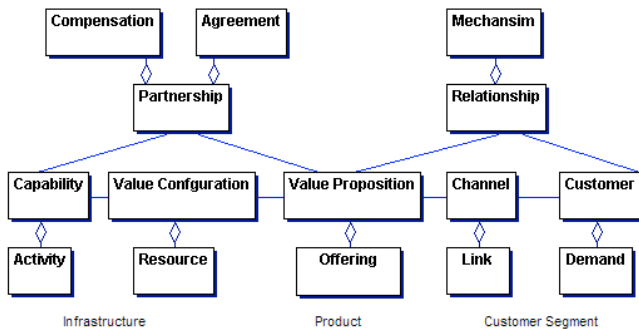 Compensation
Agreement
Mechansim
Partnership
Relationship
Capability
Value Confguration
Value Proposition
Channel
Customer
Activity
Resource
Offering
Link
Demand
Infrastructure
Product
Customer Segment